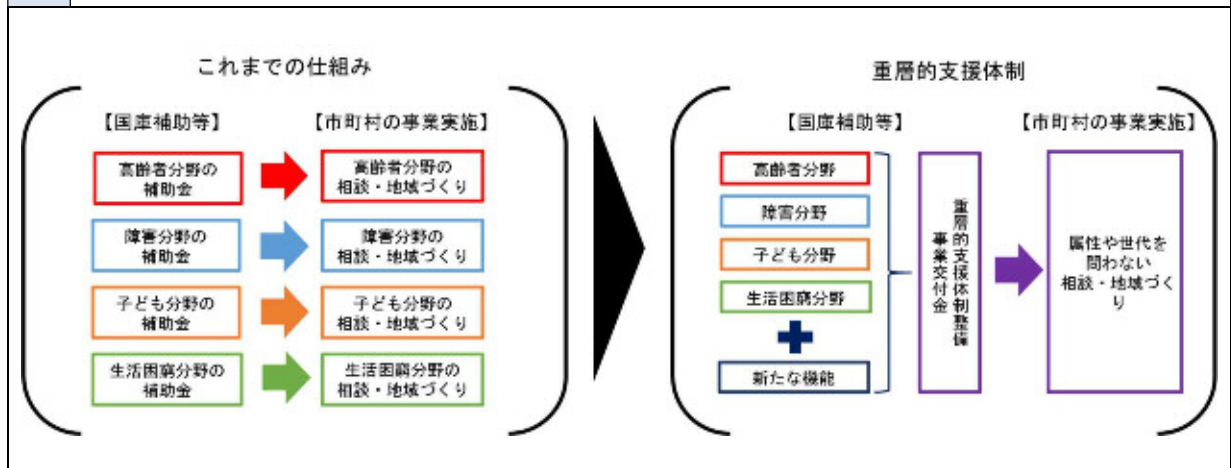 これまでの仕組み
【国庫補助等】
【市町村の事業実施】
高齢者分野の
補助金
高齢者分野の
相談・地域づくり
障害分野の
補助金
障害分野の
相談・地域づくり
子ども分野の
補助金
子ども分野の
相談・地域づくり
生活困窮分野の
補助金
生活困窮分野の
相談・地域づくり
重層的支援体制
【国庫補助等】
【市町村の事業実施】
高齢者分野
障害分野
子ども分野
生活困窮分野
新たな機能
重層的支援体制整備
事業交付金
属性や世代を
問わない
相談・地域づく
り